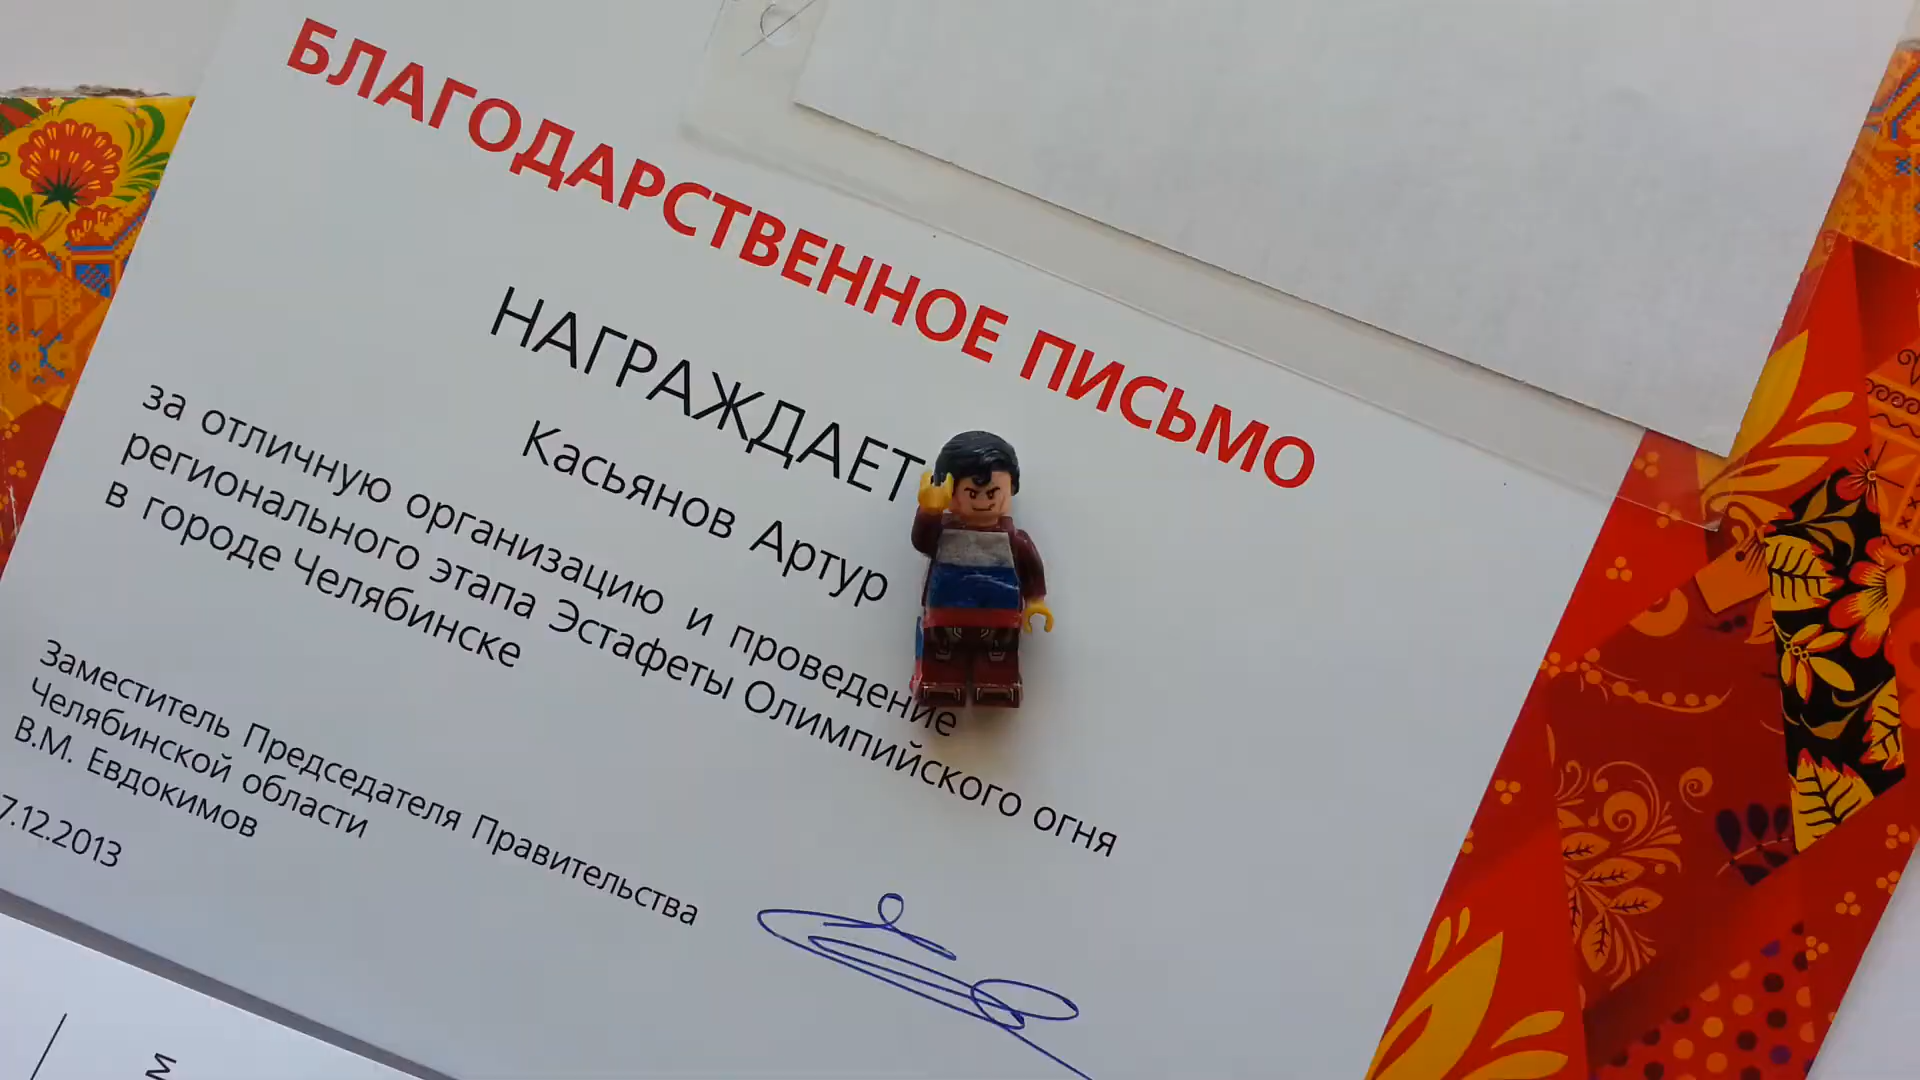 БЛАГОДАРСТВЕННОЕ ПИСЬМО
НАГРАЖДАЕТ
Касьянов Артур
за отличную организацию и проведение
регионального этапа Эстафеты Олимпийского огня
в городе Челябинске
Заместитель Председателя Правительства
Челябинской области
В.М. Евдокимов
7.12.2013
м